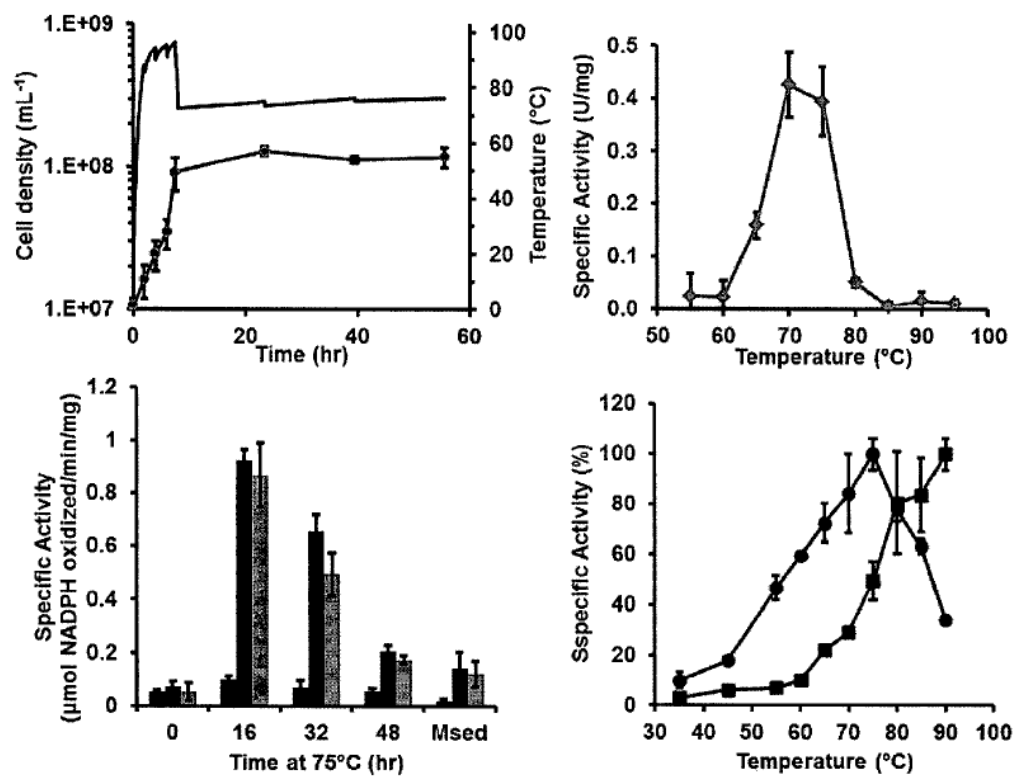 Cell density (mL⁻¹)
1.E+09
1.E+08
1.E+07
0 20 40 60
Time (hr)
100
80
60
40
20
0
Temperature (°C)
Specific Activity (U/mg)
0.5
0.4
0.3
0.2
0.1
0.0
50 60 70 80 90 100
Temperature (°C)
Specific Activity
(µmol NADPH oxidized/min/mg)
1.2
1
0.8
0.6
0.4
0.2
0
0 16 32 48 Msed
Time at 75°C (hr)
Sspecific Activity (%)
120
100
80
60
40
20
0
30 40 50 60 70 80 90 100
Temperature (°C)